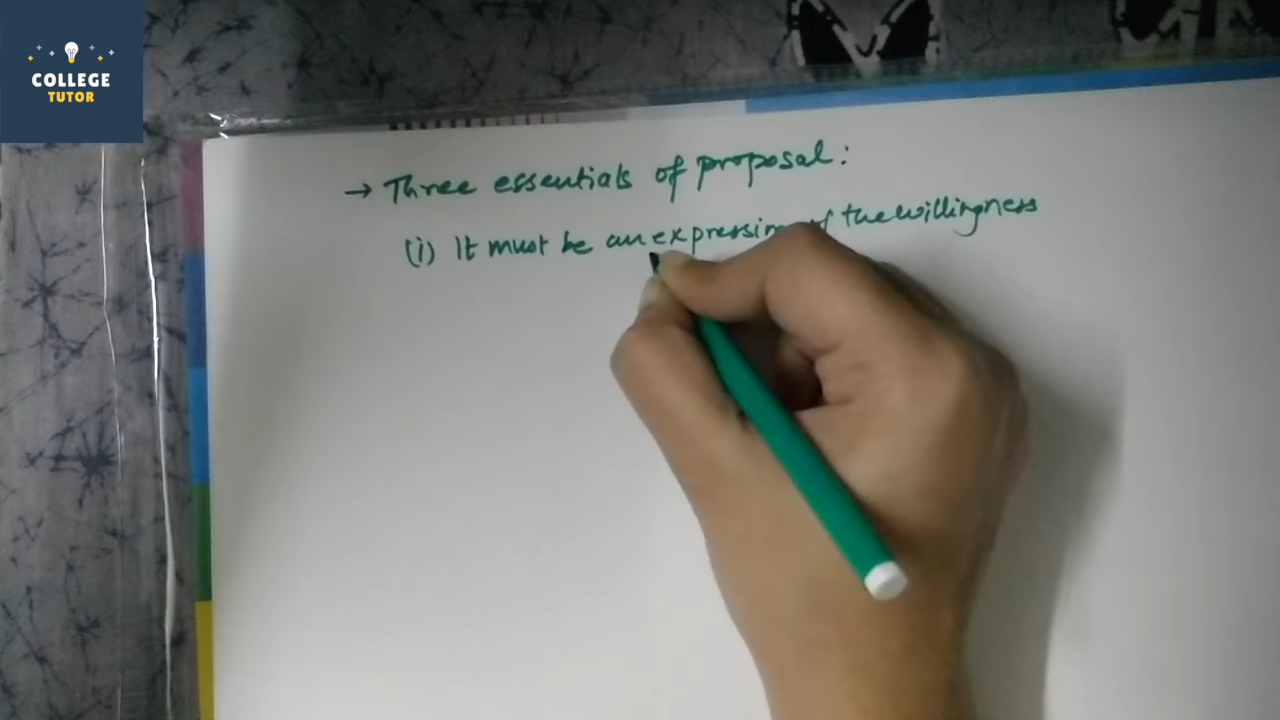 COLLEGE
TUTOR
→ Three essentials of proposal:
(i) It must be an expression of the willingness